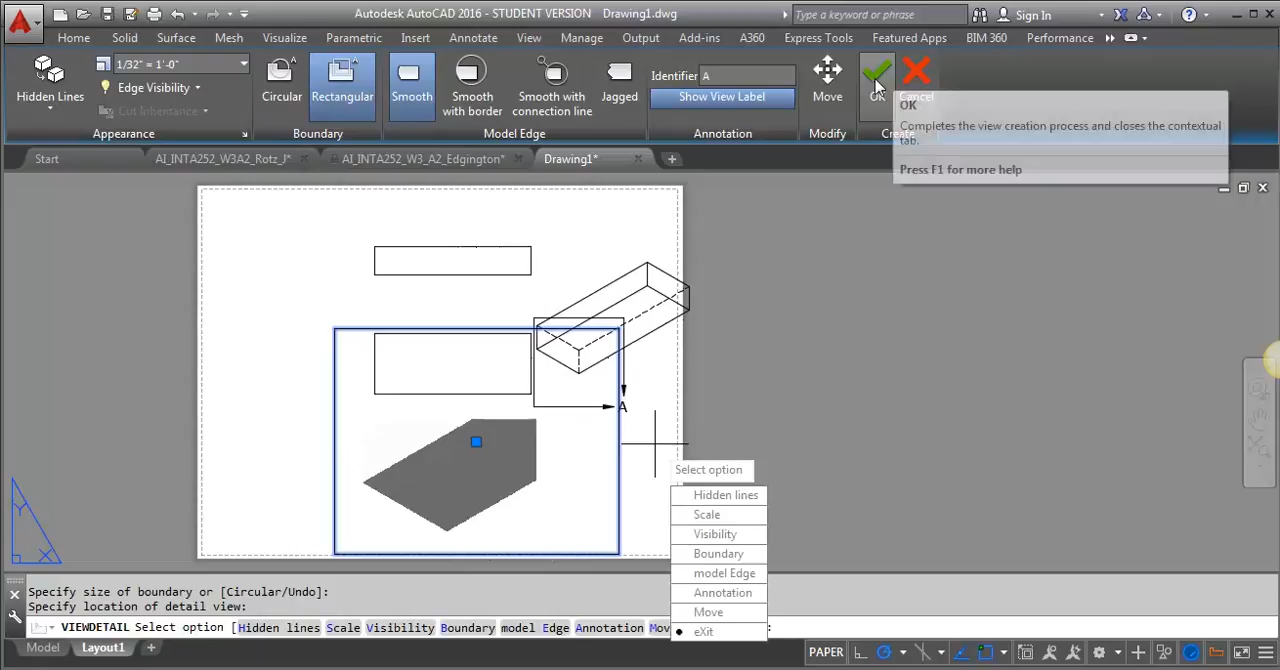 Autodesk AutoCAD 2016 - STUDENT VERSION Drawing1.dwg
Type a keyword or phrase
Sign In
Home Solid Surface Mesh Visualize Parametric Insert Annotate View Manage Output Add-ins A360 Express Tools Featured Apps BIM 360 Performance
1/32" = 1'-0"
Edge Visibility
Cut Inheritance
Hidden Lines
Appearance
Circular Rectangular
Boundary
Smooth
Smooth with border
Smooth with connection line
Jagged
Model Edge
Identifier A
Show View Label
Annotation
Move
Modify
OK Cancel
Create
OK
Completes the view creation process and closes the contextual
tab.
Press F1 for more help
Start AI_INTA252_W3A2_Rotz_J* AI_INTA252_W3_A2_Edgington* Drawing1*
A
Select option
Hidden lines
Scale
Visibility
Boundary
model Edge
Annotation
Move
eXit
X
Specify size of boundary or [Circular/Undo]:
Specify location of detail view:
VIEWDETAIL Select option [Hidden lines Scale Visibility Boundary model Edge Annotation Mov
Model Layout1
PAPER